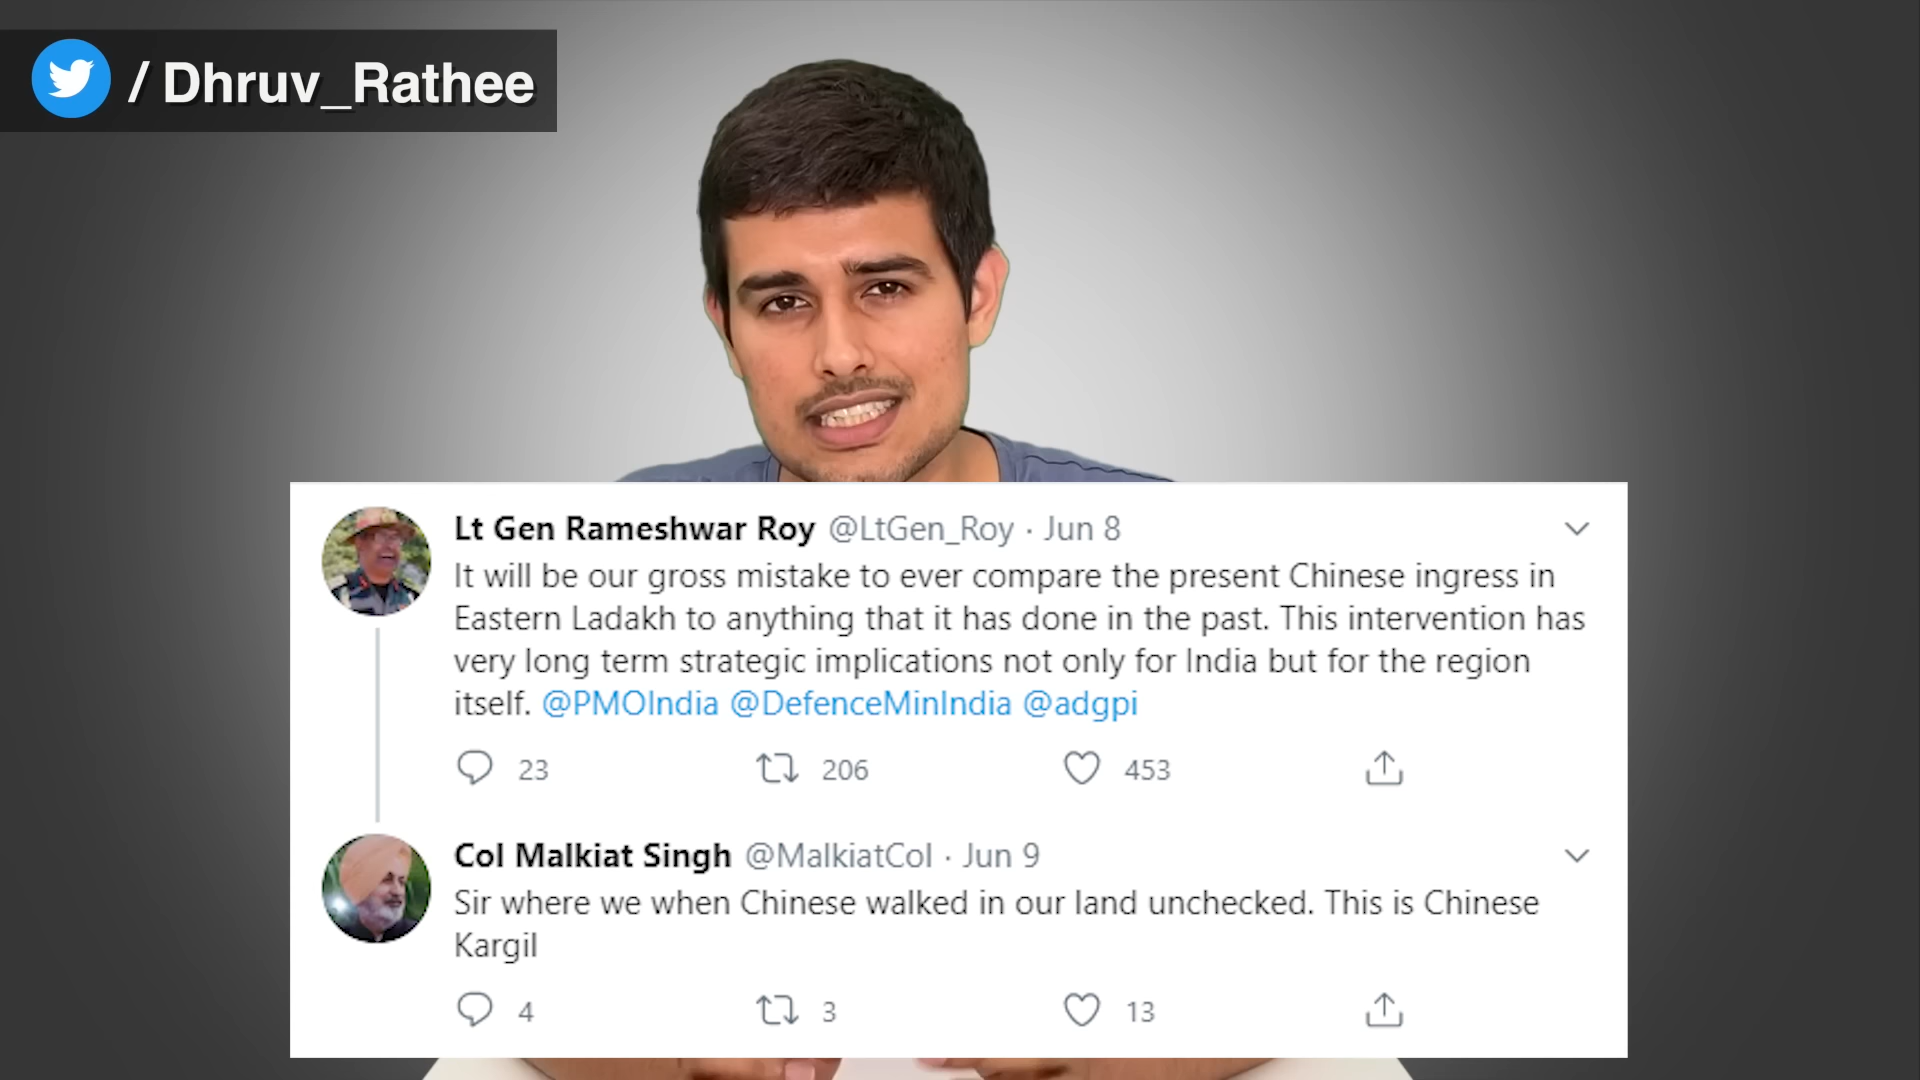 / Dhruv_Rathee
Lt Gen Rameshwar Roy @LtGen_Roy · Jun 8
It will be our gross mistake to ever compare the present Chinese ingress in
Eastern Ladakh to anything that it has done in the past. This intervention has
very long term strategic implications not only for India but for the region
itself. @PMOIndia @DefenceMinIndia @adgpi
23 206 453
Col Malkiat Singh @MalkiatCol · Jun 9
Sir where we when Chinese walked in our land unchecked. This is Chinese
Kargil
4 3 13